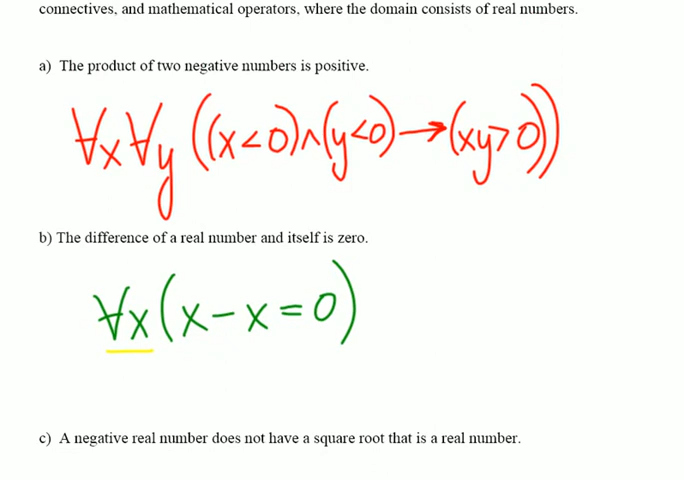 connectives, and mathematical operators, where the domain consists of real numbers.
a) The product of two negative numbers is positive.
∀x∀y((x<0)∧(y<0)→(xy>0))
b) The difference of a real number and itself is zero.
∀x(x-x=0)
c) A negative real number does not have a square root that is a real number.